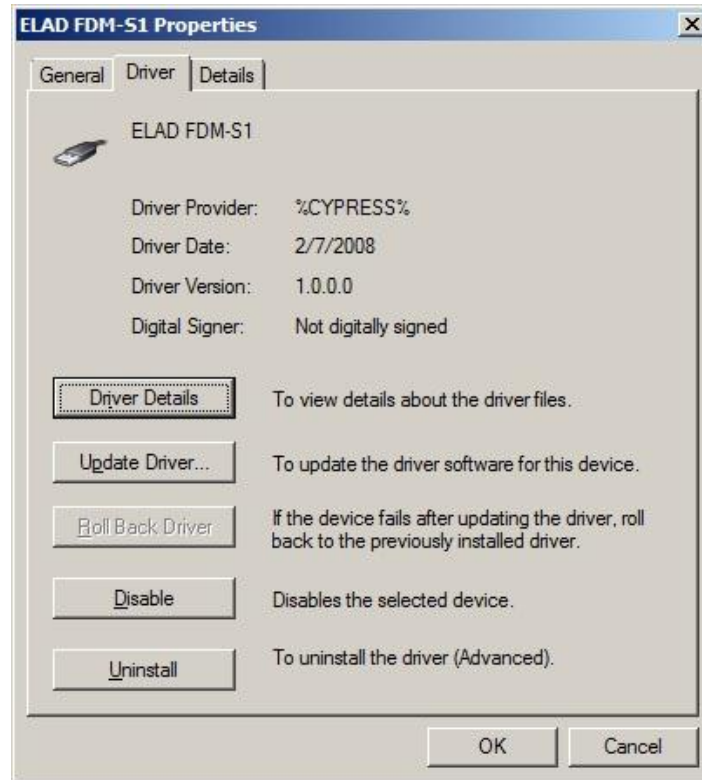 ELAD FDM-S1 Properties
General Driver Details
ELAD FDM-S1
Driver Provider: %CYPRESS%
Driver Date: 2/7/2008
Driver Version: 1.0.0.0
Digital Signer: Not digitally signed
Driver Details To view details about the driver files.
Update Driver... To update the driver software for this device.
Roll Back Driver If the device fails after updating the driver, roll
back to the previously installed driver.
Disable Disables the selected device.
Uninstall To uninstall the driver (Advanced).
OK Cancel